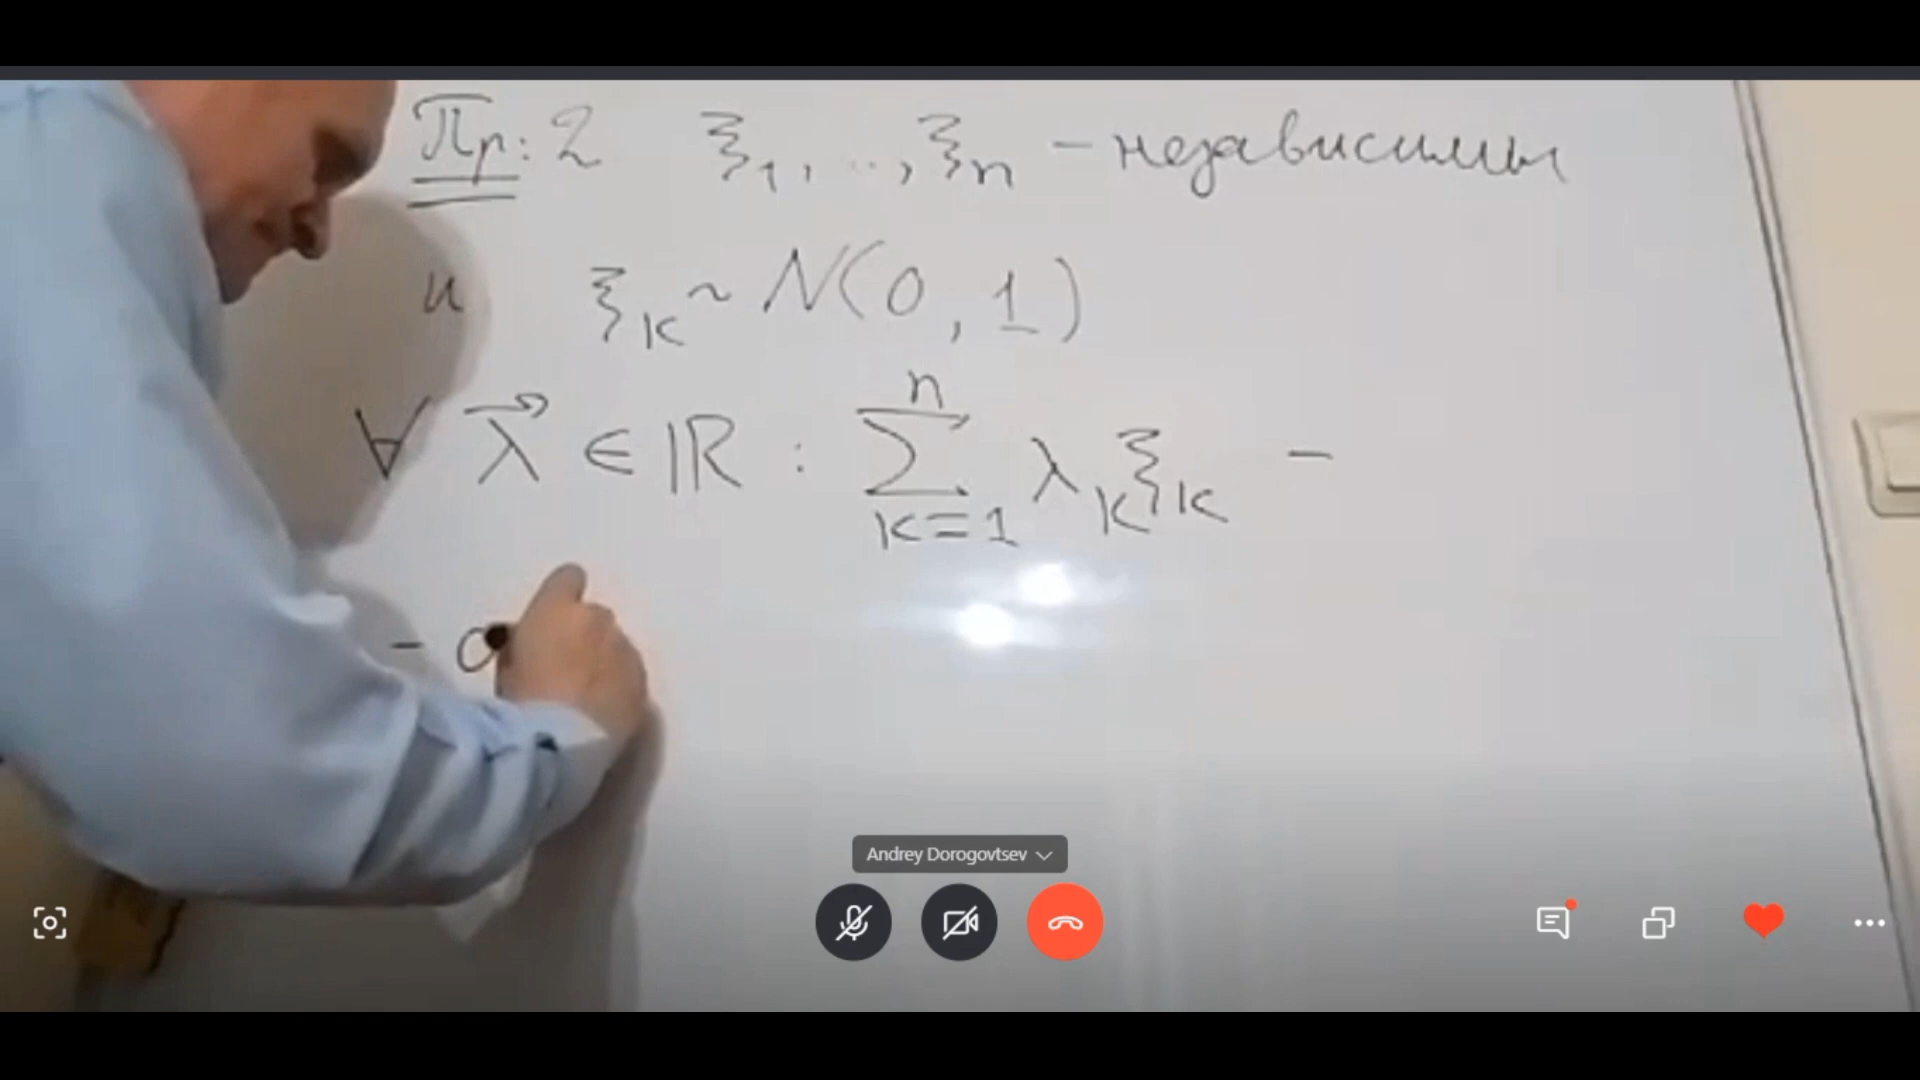 Пр: 2 ξ₁, ..., ξₙ – независимы
и ξₖ ~ N(0, 1)
∀ λ⃗ ∈ ℝ : ∑ₖ₌₁ⁿ λₖξₖ –
–
Andrey Dorogovtsev